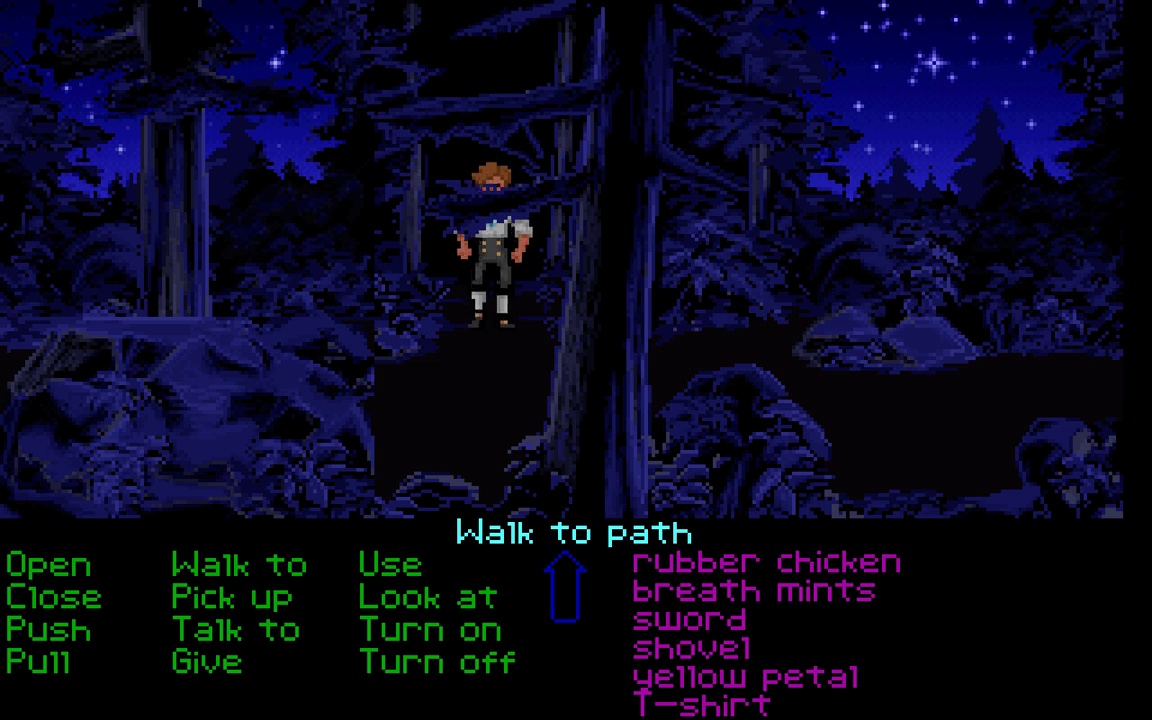 Walk to path
Open Walk to Use
Close Pick up Look at
Push Talk to Turn on
Pull Give Turn off
rubber chicken
breath mints
sword
shovel
yellow petal
T-shirt